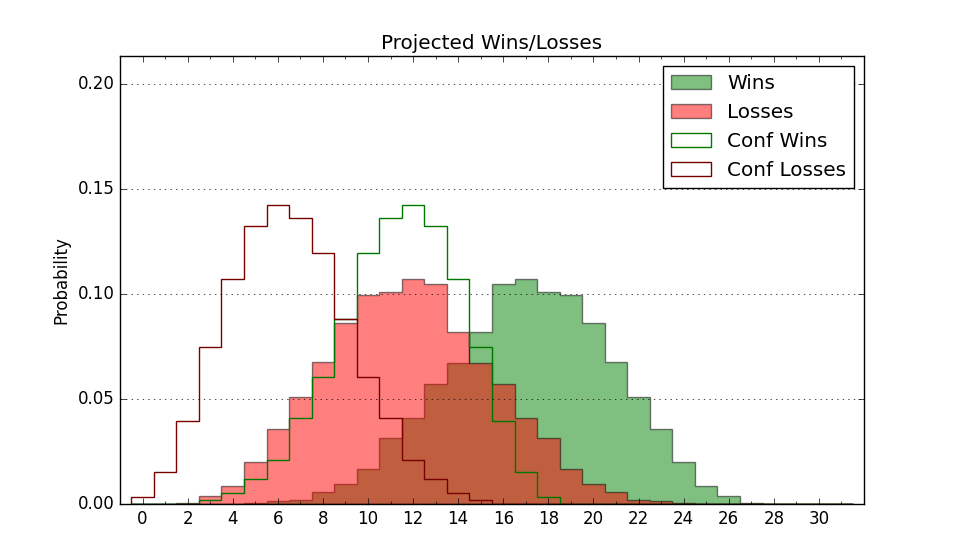 Projected Wins/Losses
0.20
0.15
0.10
0.05
0.00
Probability
Wins
Losses
Conf Wins
Conf Losses
0 2 4 6 8 10 12 14 16 18 20 22 24 26 28 30